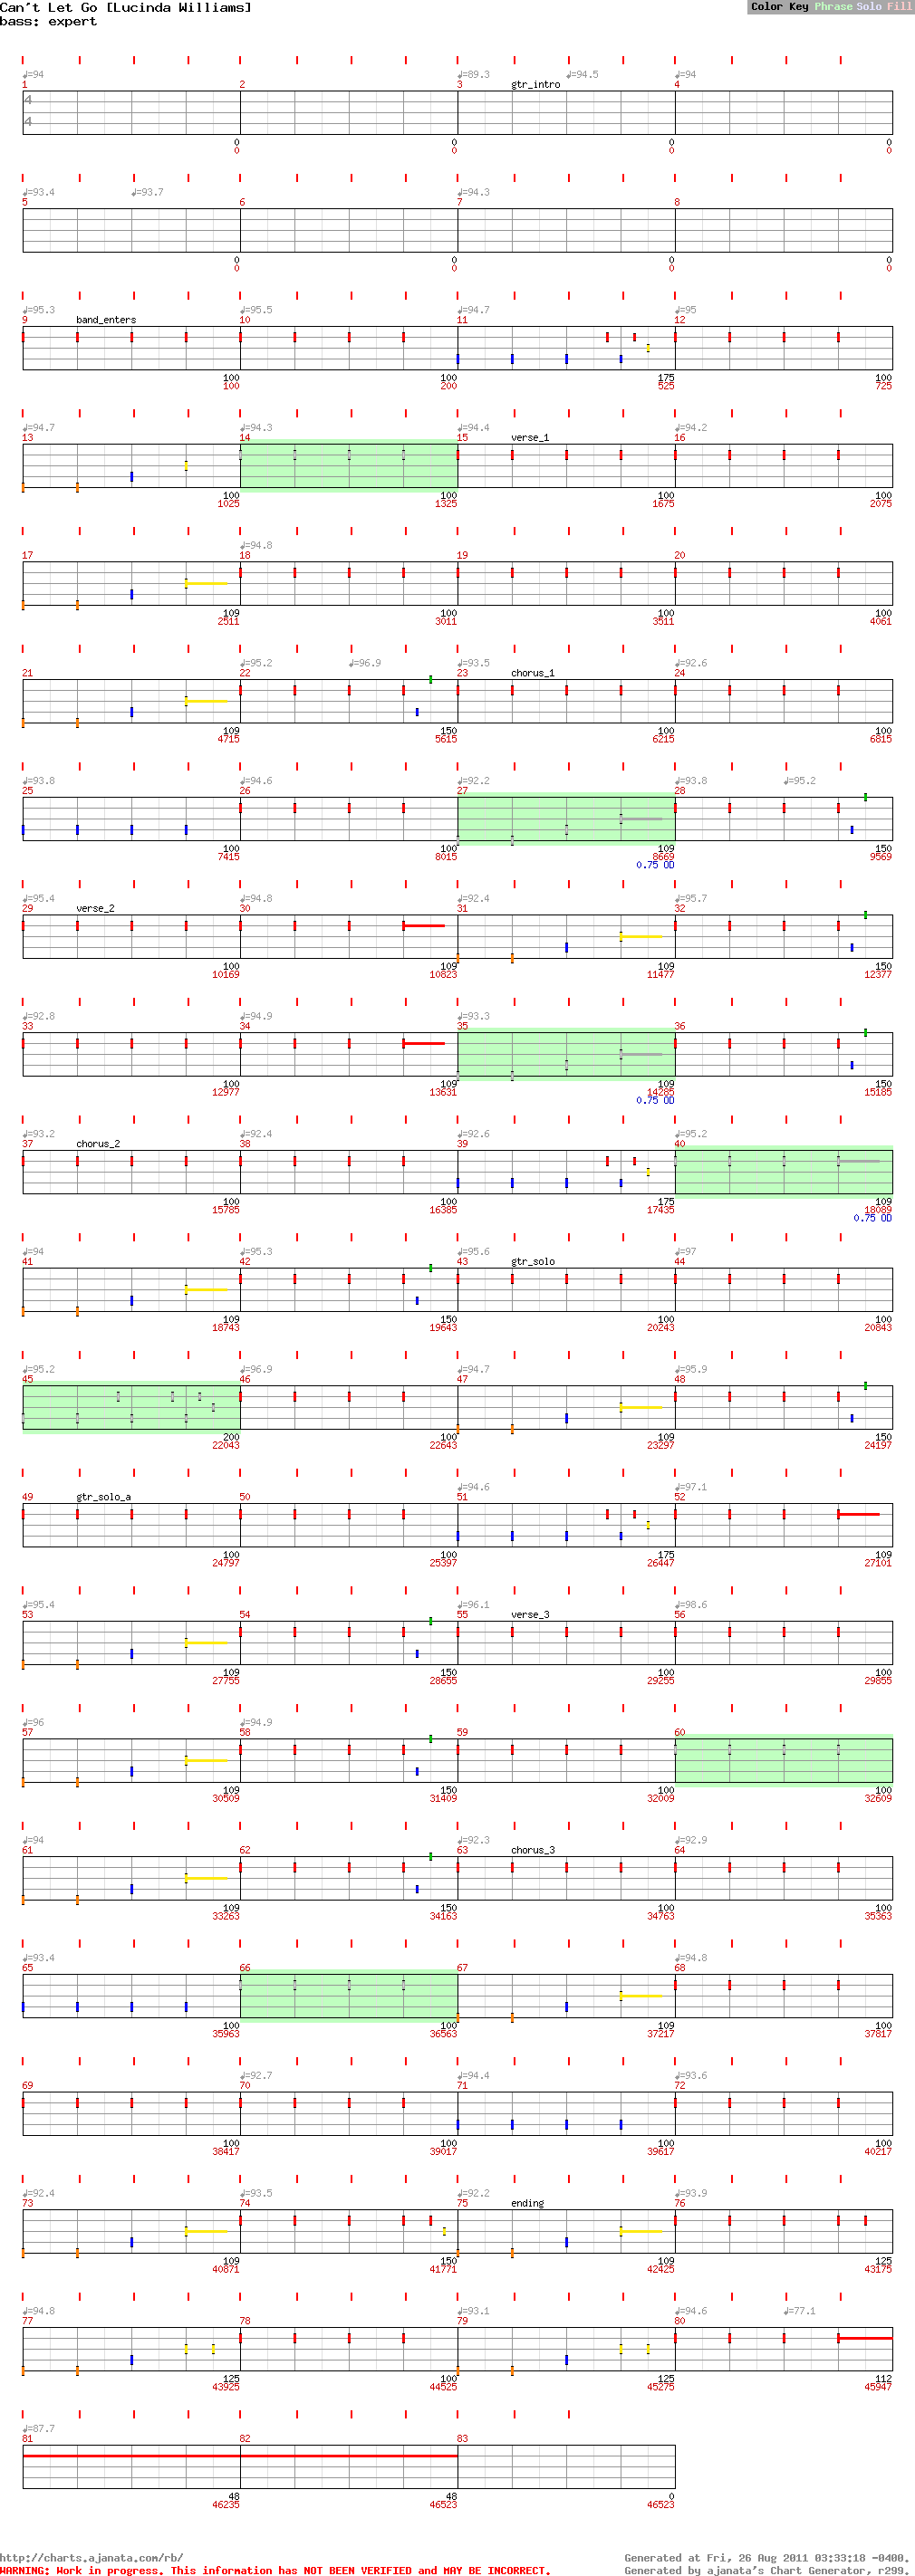 Can't Let Go [Lucinda Williams]
Color Key Phrase Solo Fill
bass: expert
♩=94 ♩=89.3 ♩=94.5 ♩=94
1 2 3 gtr_intro 4
4
4
0 0 0 0
0 0 0 0
♩=93.4 ♩=93.7 ♩=94.3
5 6 7 8
0 0 0 0
0 0 0 0
♩=95.3 ♩=95.5 ♩=94.7 ♩=95
9 band_enters 10 11 12
100 100 175 100
100 200 525 725
♩=94.7 ♩=94.3 ♩=94.4 ♩=94.2
13 14 15 verse_1 16
100 100 100 100
1025 1325 1675 2075
♩=94.8
17 18 19 20
109 100 100 100
2511 3011 3511 4061
♩=95.2 ♩=96.9 ♩=93.5 ♩=92.6
21 22 23 chorus_1 24
109 150 100 100
4715 5615 6215 6815
♩=93.8 ♩=94.6 ♩=92.2 ♩=93.8 ♩=95.2
25 26 27 28
100 100 109 150
7415 8015 8669 9569
0.75 OD
♩=95.4 ♩=94.8 ♩=92.4 ♩=95.7
29 verse_2 30 31 32
100 109 109 150
10169 10823 11477 12377
♩=92.8 ♩=94.9 ♩=93.3
33 34 35 36
100 109 109 150
12977 13631 14285 15185
0.75 OD
♩=93.2 ♩=92.4 ♩=92.6 ♩=95.2
37 chorus_2 38 39 40
100 100 175 109
15785 16385 17435 18089
0.75 OD
♩=94 ♩=95.3 ♩=95.6 ♩=97
41 42 43 gtr_solo 44
109 150 100 100
18743 19643 20243 20843
♩=95.2 ♩=96.9 ♩=94.7 ♩=95.9
45 46 47 48
200 100 109 150
22043 22643 23297 24197
♩=94.6 ♩=97.1
49 gtr_solo_a 50 51 52
100 100 175 109
24797 25397 26447 27101
♩=95.4 ♩=96.1 ♩=98.6
53 54 55 verse_3 56
109 150 100 100
27755 28655 29255 29855
♩=96 ♩=94.9
57 58 59 60
109 150 100 100
30509 31409 32009 32609
♩=94 ♩=92.3 ♩=92.9
61 62 63 chorus_3 64
109 150 100 100
33263 34163 34763 35363
♩=93.4 ♩=94.8
65 66 67 68
100 100 109 100
35963 36563 37217 37817
♩=92.7 ♩=94.4 ♩=93.6
69 70 71 72
100 100 100 100
38417 39017 39617 40217
♩=92.4 ♩=93.5 ♩=92.2 ♩=93.9
73 74 75 ending 76
109 150 109 125
40871 41771 42425 43175
♩=94.8 ♩=93.1 ♩=94.6 ♩=77.1
77 78 79 80
125 100 125 112
43925 44525 45275 45947
♩=87.7
81 82 83
48 48 0
46235 46523 46523
http://charts.ajanata.com/rb/
Generated at Fri, 26 Aug 2011 03:33:18 -0400.
WARNING: Work in progress. This information has NOT BEEN VERIFIED and MAY BE INCORRECT.
Generated by ajanata's Chart Generator, r299.